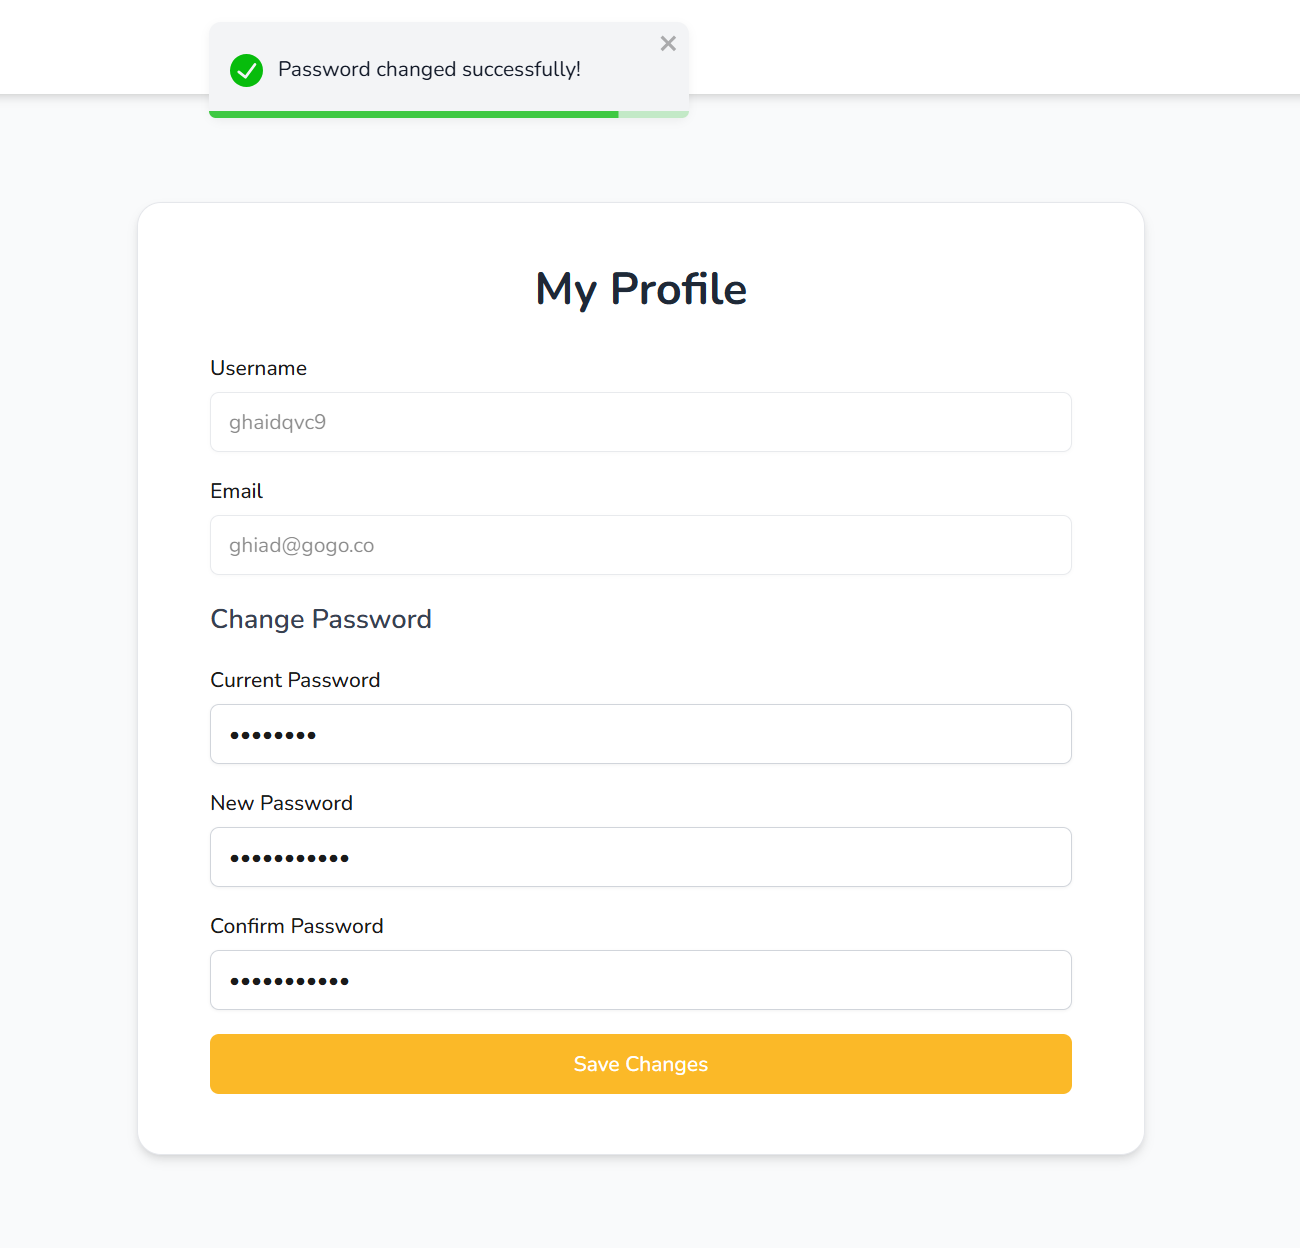 Password changed successfully!
My Profile
Username
ghaidqvc9
Email
ghiad@gogo.co
Change Password
Current Password
••••••••
New Password
•••••••••••
Confirm Password
•••••••••••
Save Changes